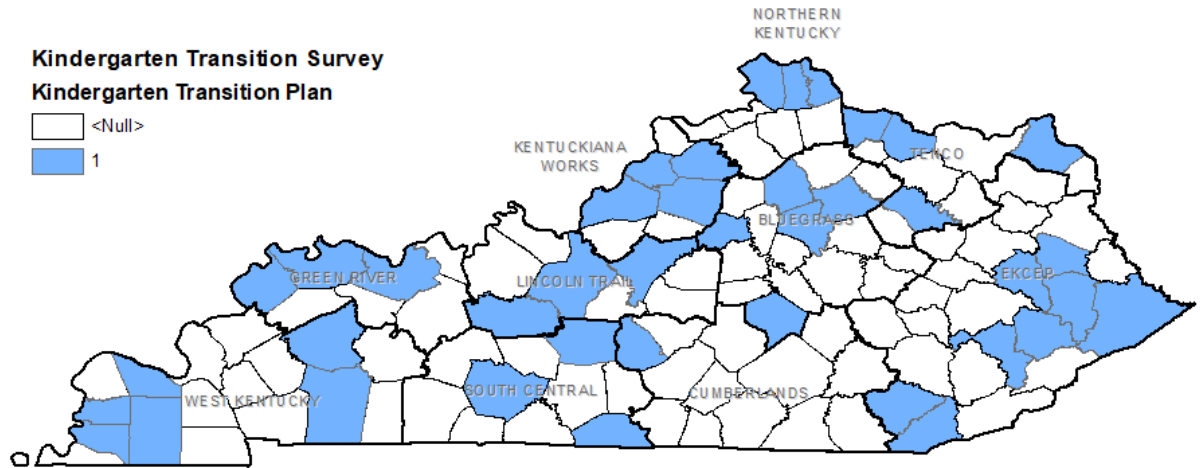 NORTHERN
KENTUCKY
Kindergarten Transition Survey
Kindergarten Transition Plan
<Null>
1
KENTUCKIANA
WORKS
TENCO
BLUEGRASS
GREEN RIVER
LINCOLN TRAIL
EKCEP
WEST KENTUCKY
SOUTH CENTRAL
CUMBERLANDS